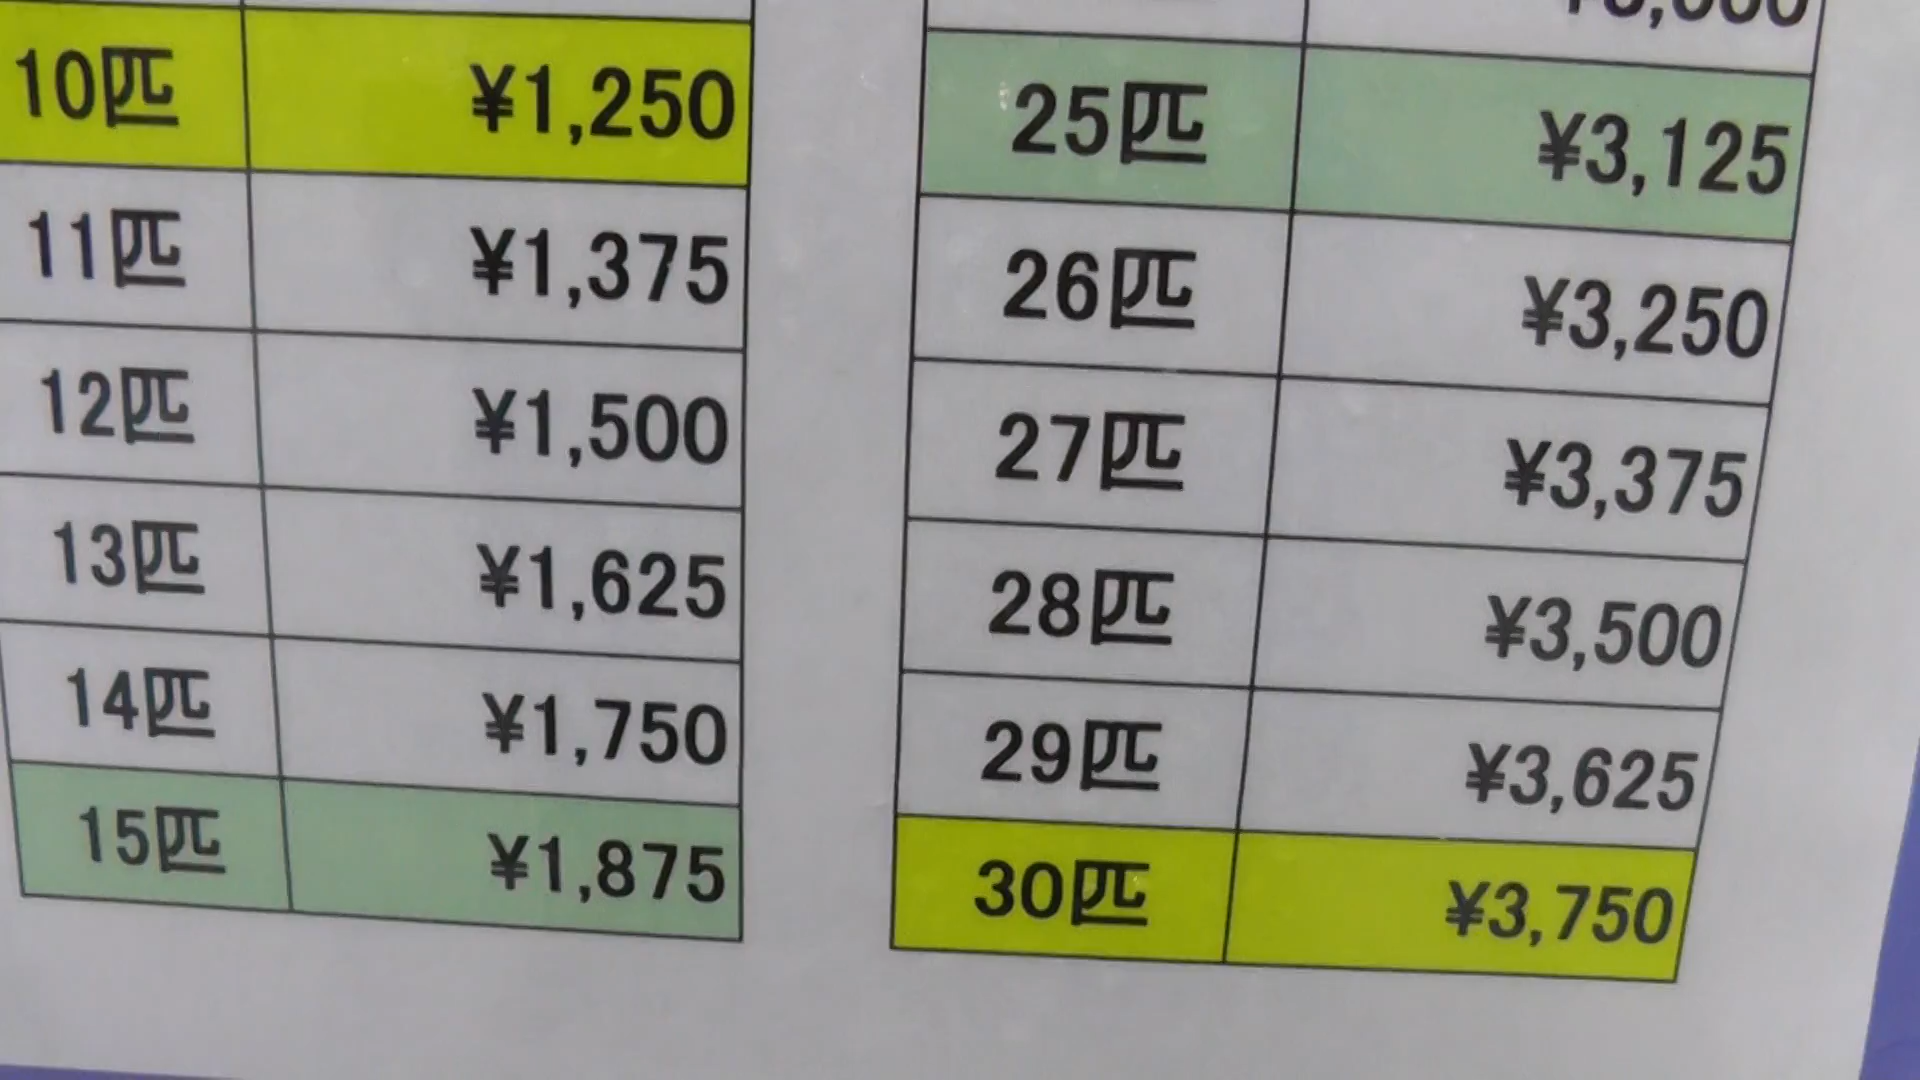 10匹 ¥1,250
11匹 ¥1,375
12匹 ¥1,500
13匹 ¥1,625
14匹 ¥1,750
15匹 ¥1,875
25匹 ¥3,125
26匹 ¥3,250
27匹 ¥3,375
28匹 ¥3,500
29匹 ¥3,625
30匹 ¥3,750